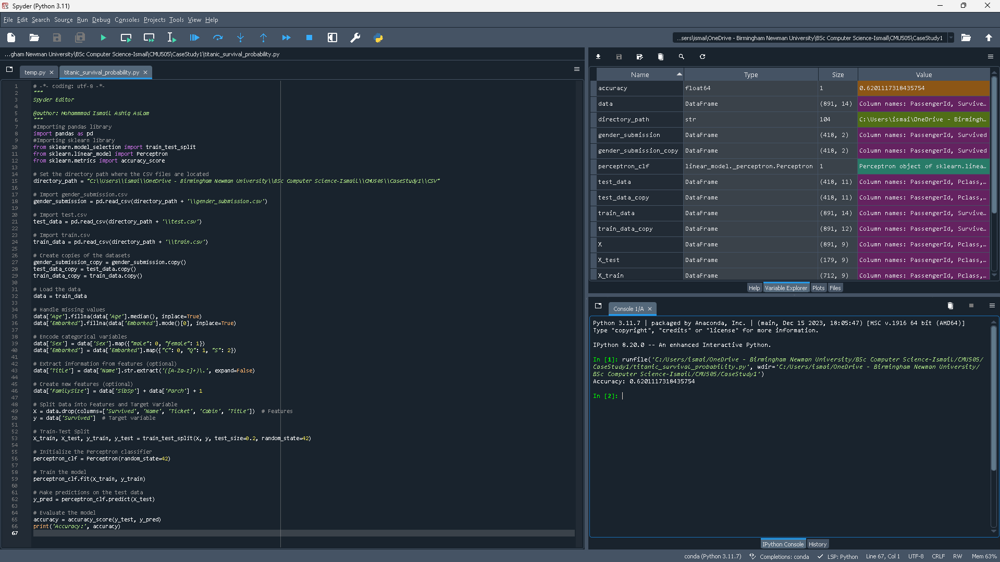 Spyder (Python 3.11)
File Edit Search Source Run Debug Consoles Projects Tools View Help
...sers\ismai\OneDrive - Birmingham Newman University\BSc Computer Science-Ismail\CMU505\CaseStudy1
...gham Newman University\BSc Computer Science-Ismail\CMU505\CaseStudy1\titanic_survival_probability.py
temp.py titanic_survival_probability.py
1 # -*- coding: utf-8 -*-
2 """
3 Spyder Editor
4
5 @author: Mohammmad Ismail Ashiq Aslam
6 """
7 #Importing pandas library
8 import pandas as pd
9 #Importing sklearn library
10 from sklearn.model_selection import train_test_split
11 from sklearn.linear_model import Perceptron
12 from sklearn.metrics import accuracy_score
13
14 # Set the directory path where the CSV files are located
15 directory_path = "C:\\Users\\ismai\\OneDrive - Birmingham Newman University\\BSc Computer Science-Ismail\\CMU505\\CaseStudy1\\CSV"
16
17 # Import gender_submission.csv
18 gender_submission = pd.read_csv(directory_path + '\\gender_submission.csv')
19
20 # Import test.csv
21 test_data = pd.read_csv(directory_path + '\\test.csv')
22
23 # Import train.csv
24 train_data = pd.read_csv(directory_path + '\\train.csv')
25
26 # Create copies of the datasets
27 gender_submission_copy = gender_submission.copy()
28 test_data_copy = test_data.copy()
29 train_data_copy = train_data.copy()
30
31 # Load the data
32 data = train_data
33
34 # Handle missing values
35 data['Age'].fillna(data['Age'].median(), inplace=True)
36 data['Embarked'].fillna(data['Embarked'].mode()[0], inplace=True)
37
38 # Encode categorical variables
39 data['Sex'] = data['Sex'].map({"male": 0, "female": 1})
40 data['Embarked'] = data['Embarked'].map({"C": 0, "Q": 1, "S": 2})
41
42 # Extract information from features (optional)
43 data['Title'] = data['Name'].str.extract('([A-Za-z]+)\.', expand=False)
44
45 # Create new features (optional)
46 data['FamilySize'] = data['SibSp'] + data['Parch'] + 1
47
48 # Split Data into Features and Target Variable
49 X = data.drop(columns=['Survived', 'Name', 'Ticket', 'Cabin', 'Title']) # Features
50 y = data['Survived'] # Target variable
51
52 # Train-Test Split
53 X_train, X_test, y_train, y_test = train_test_split(X, y, test_size=0.2, random_state=42)
54
55 # Initialize the Perceptron classifier
56 perceptron_clf = Perceptron(random_state=42)
57
58 # Train the model
59 perceptron_clf.fit(X_train, y_train)
60
61 # Make predictions on the test data
62 y_pred = perceptron_clf.predict(X_test)
63
64 # Evaluate the model
65 accuracy = accuracy_score(y_test, y_pred)
66 print('Accuracy:', accuracy)
67
Name Type Size Value
accuracy float64 1 0.6201117318435754
data DataFrame (891, 14) Column names: PassengerId, Survive…
directory_path str 104 C:\Users\ismai\OneDrive - Birmingh…
gender_submission DataFrame (418, 2) Column names: PassengerId, Survived
gender_submission_copy DataFrame (418, 2) Column names: PassengerId, Survived
perceptron_clf linear_model._perceptron.Perceptron 1 Perceptron object of sklearn.linea…
test_data DataFrame (418, 11) Column names: PassengerId, Pclass,…
test_data_copy DataFrame (418, 11) Column names: PassengerId, Pclass,…
train_data DataFrame (891, 14) Column names: PassengerId, Survive…
train_data_copy DataFrame (891, 12) Column names: PassengerId, Survive…
X DataFrame (891, 9) Column names: PassengerId, Pclass,…
X_test DataFrame (179, 9) Column names: PassengerId, Pclass,…
X_train DataFrame (712, 9) Column names: PassengerId, Pclass,…
Help Variable Explorer Plots Files
Console 1/A
Python 3.11.7 | packaged by Anaconda, Inc. | (main, Dec 15 2023, 18:05:47) [MSC v.1916 64 bit (AMD64)]
Type "copyright", "credits" or "license" for more information.
IPython 8.20.0 -- An enhanced Interactive Python.
In [1]: runfile('C:/Users/ismai/OneDrive - Birmingham Newman University/BSc Computer Science-Ismail/CMU505/
CaseStudy1/titanic_survival_probability.py', wdir='C:/Users/ismai/OneDrive - Birmingham Newman University/
BSc Computer Science-Ismail/CMU505/CaseStudy1')
Accuracy: 0.6201117318435754
In [2]:
IPython Console History
conda (Python 3.11.7) Completions: conda LSP: Python Line 67, Col 1 UTF-8 CRLF RW Mem 63%